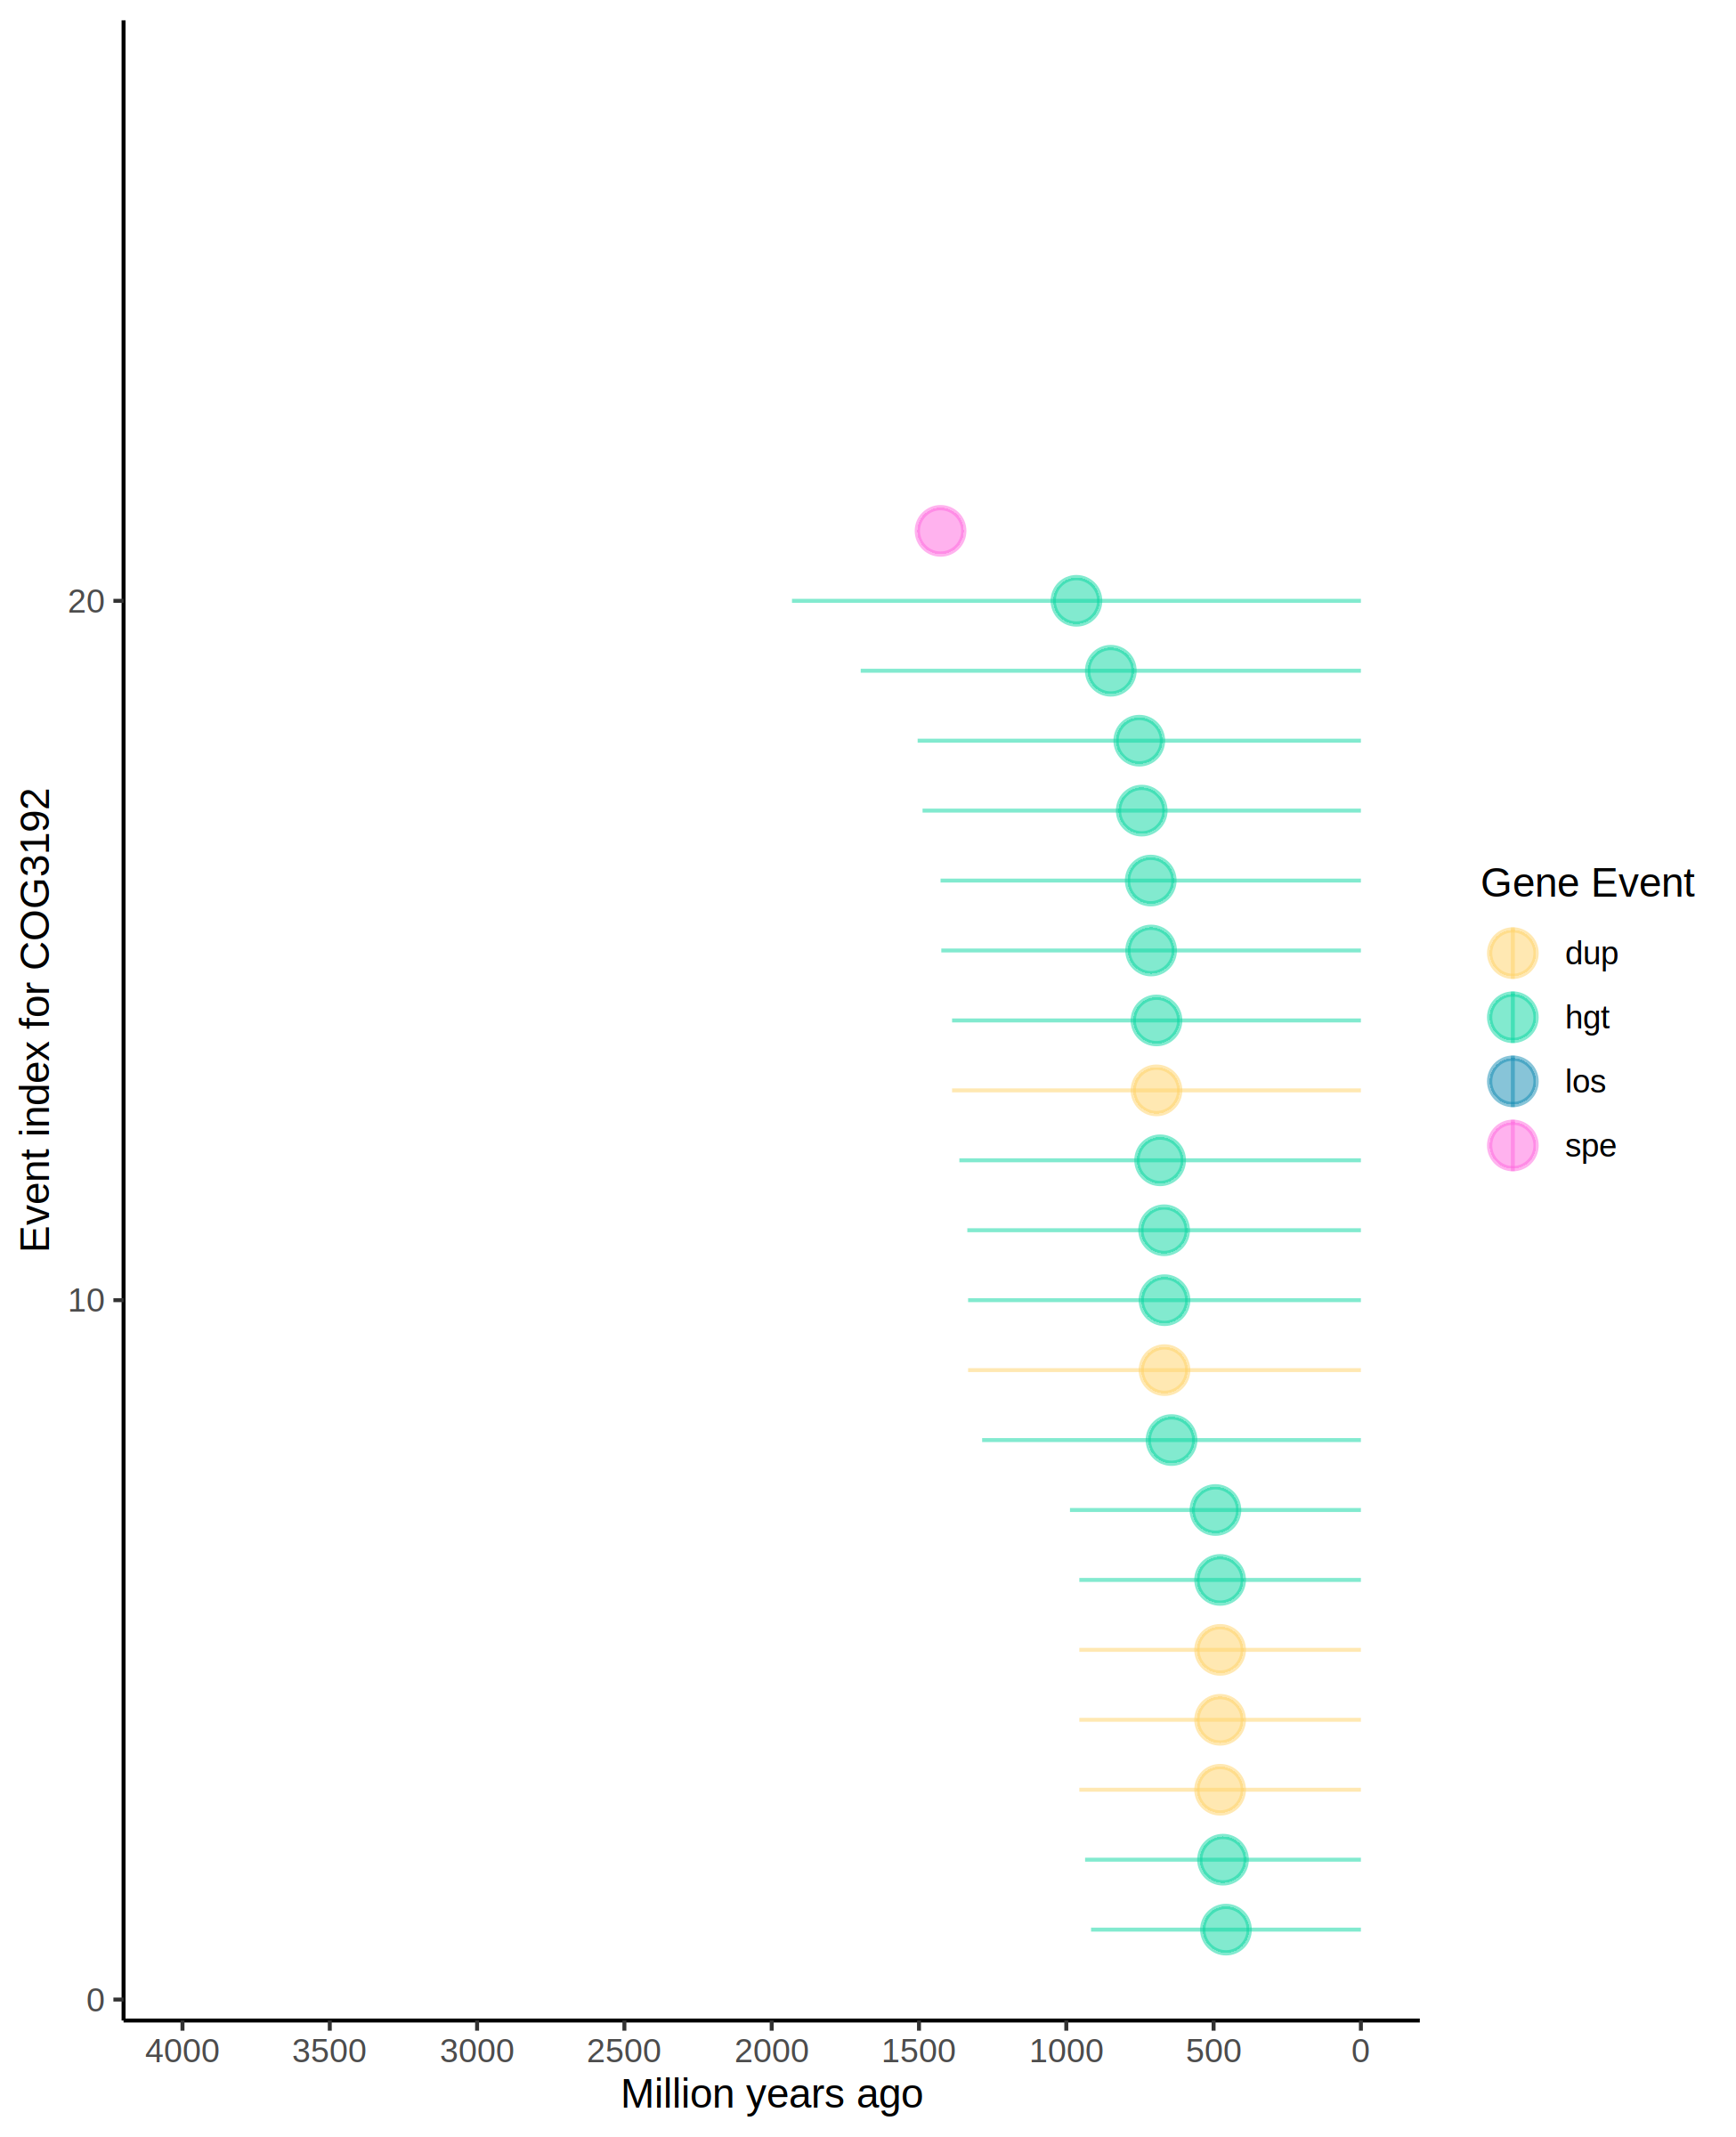 Event index for COG3192
20
10
0
4000 3500 3000 2500 2000 1500 1000 500 0
Million years ago
Gene Event
dup
hgt
los
spe